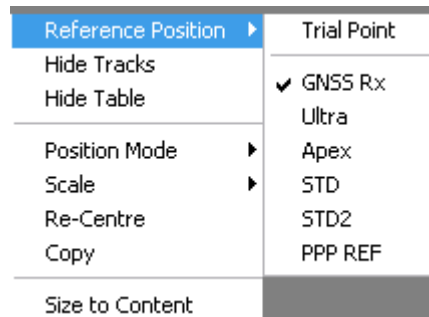 Reference Position
Hide Tracks
Hide Table
Position Mode
Scale
Re-Centre
Copy
Size to Content
Trial Point
GNSS Rx
Ultra
Apex
STD
STD2
PPP REF